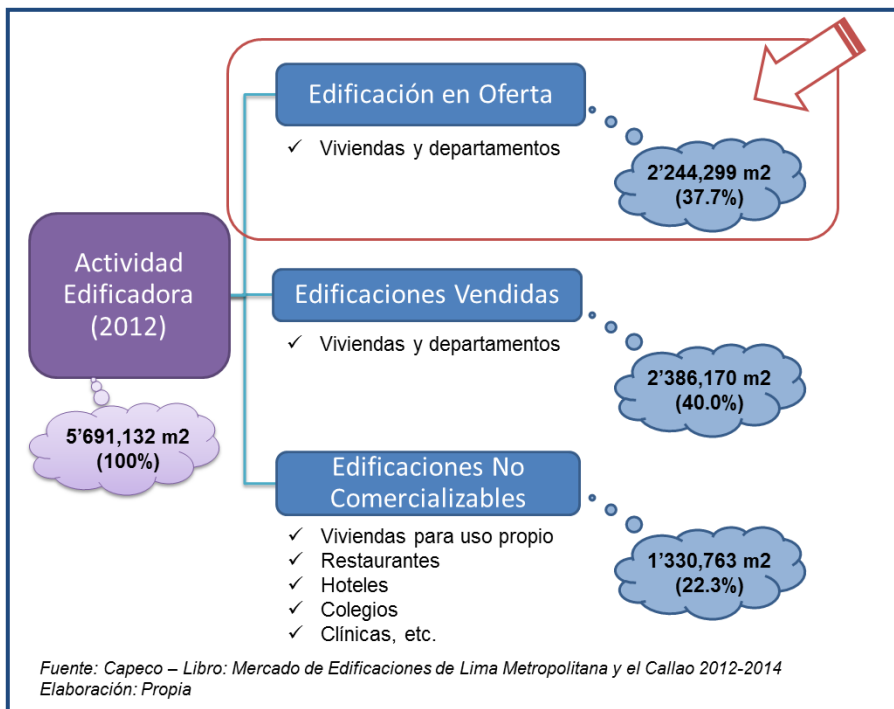 Edificación en Oferta
✓ Viviendas y departamentos
2’244,299 m2
(37.7%)
Actividad
Edificadora
(2012)
5’691,132 m2
(100%)
Edificaciones Vendidas
✓ Viviendas y departamentos
2’386,170 m2
(40.0%)
Edificaciones No
Comercializables
✓ Viviendas para uso propio
✓ Restaurantes
✓ Hoteles
✓ Colegios
✓ Clínicas, etc.
1’330,763 m2
(22.3%)
Fuente: Capeco – Libro: Mercado de Edificaciones de Lima Metropolitana y el Callao 2012-2014
Elaboración: Propia